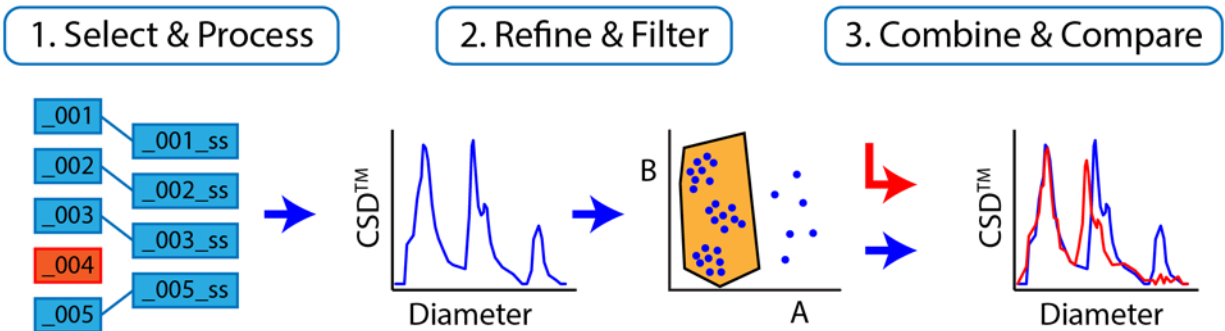 1. Select & Process
2. Refine & Filter
3. Combine & Compare
_001
_001_ss
_002
_002_ss
_003
_003_ss
_004
_005_ss
_005
CSD™
Diameter
B
A
CSD™
Diameter